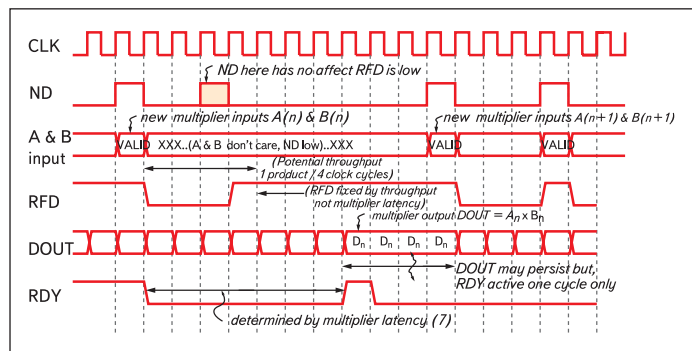 CLK
ND
ND here has no affect RFD is low
new multiplier inputs A(n) & B(n)
new multiplier inputs A(n+1) & B(n+1)
A & B
input
VALID
XXX..(A & B don't care, ND low)..XXX
VALID
VALID
(Potential throughput
1 product / 4 clock cycles)
RFD
(RFD fixed by throughput
not multiplier latency)
multiplier output DOUT = An x Bn
DOUT
Dn Dn Dn Dn
DOUT may persist but,
RDY active one cycle only
RDY
determined by multiplier latency (7)